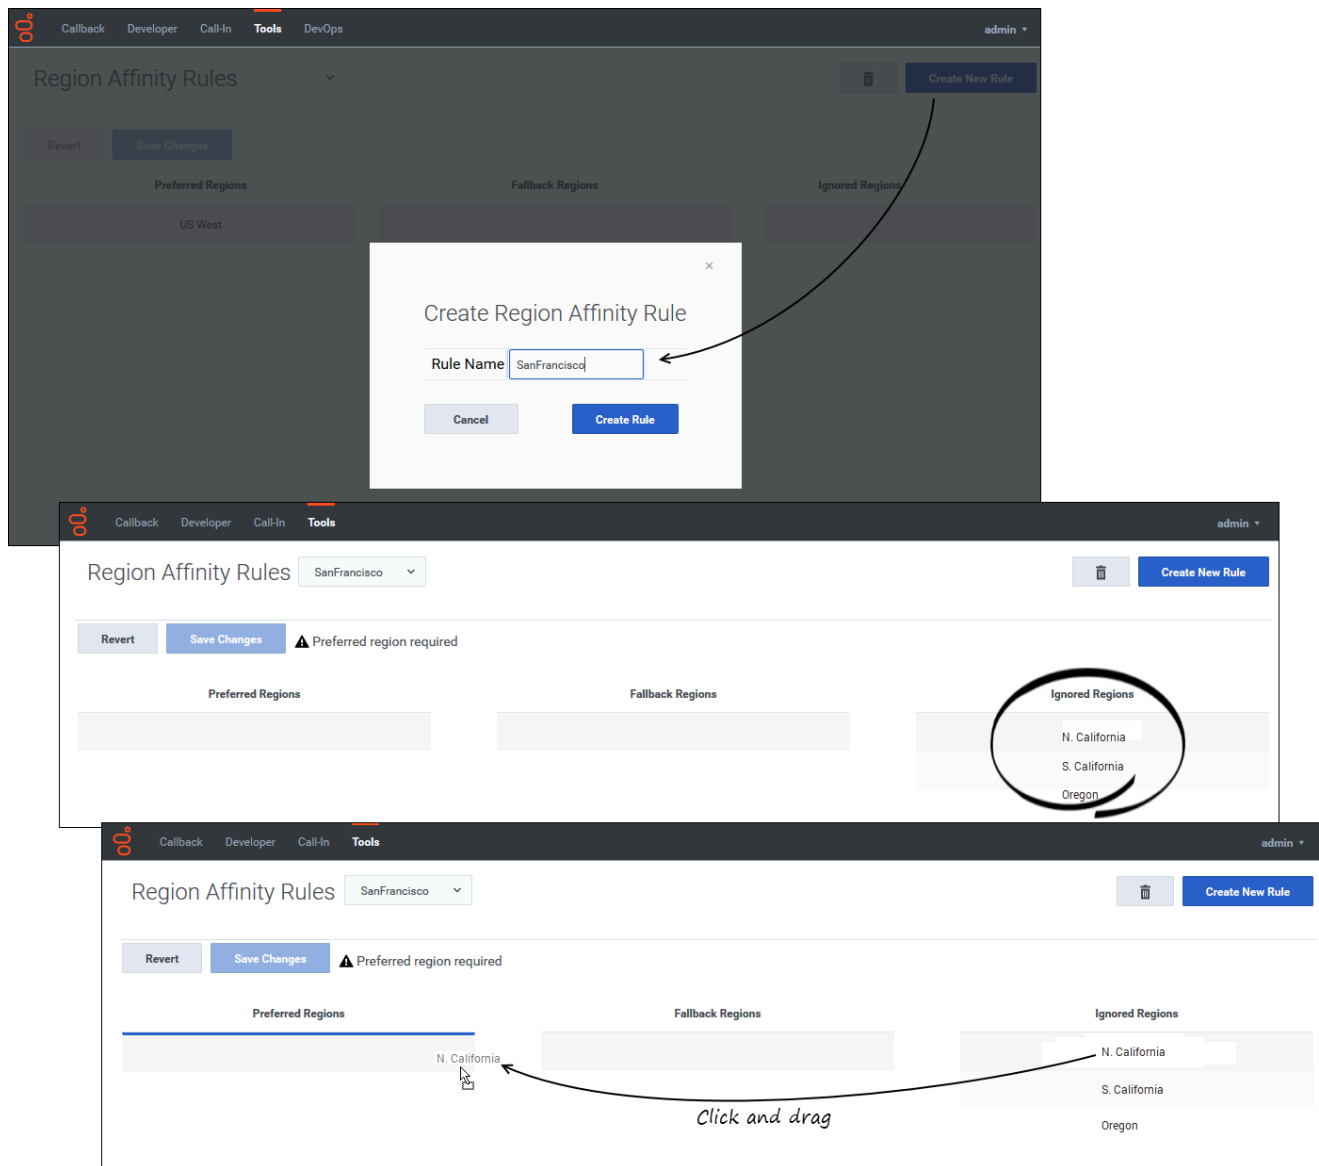 Callback Developer Call-In Tools DevOps admin
Region Affinity Rules Create New Rule
Revert Save Changes
Preferred Regions Fallback Regions Ignored Regions
US West
×
Create Region Affinity Rule
Rule Name SanFrancisco
Cancel Create Rule
Callback Developer Call-In Tools admin
Region Affinity Rules SanFrancisco Create New Rule
Revert Save Changes Preferred region required
Preferred Regions Fallback Regions Ignored Regions
N. California
S. California
Oregon
Callback Developer Call-In Tools admin
Region Affinity Rules SanFrancisco Create New Rule
Revert Save Changes Preferred region required
Preferred Regions Fallback Regions Ignored Regions
N. California N. California
S. California
Click and drag
Oregon